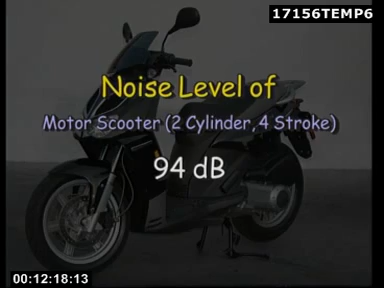 17156TEMP6
Noise Level of
Motor Scooter (2 Cylinder, 4 Stroke)
94 dB
00:12:18:13